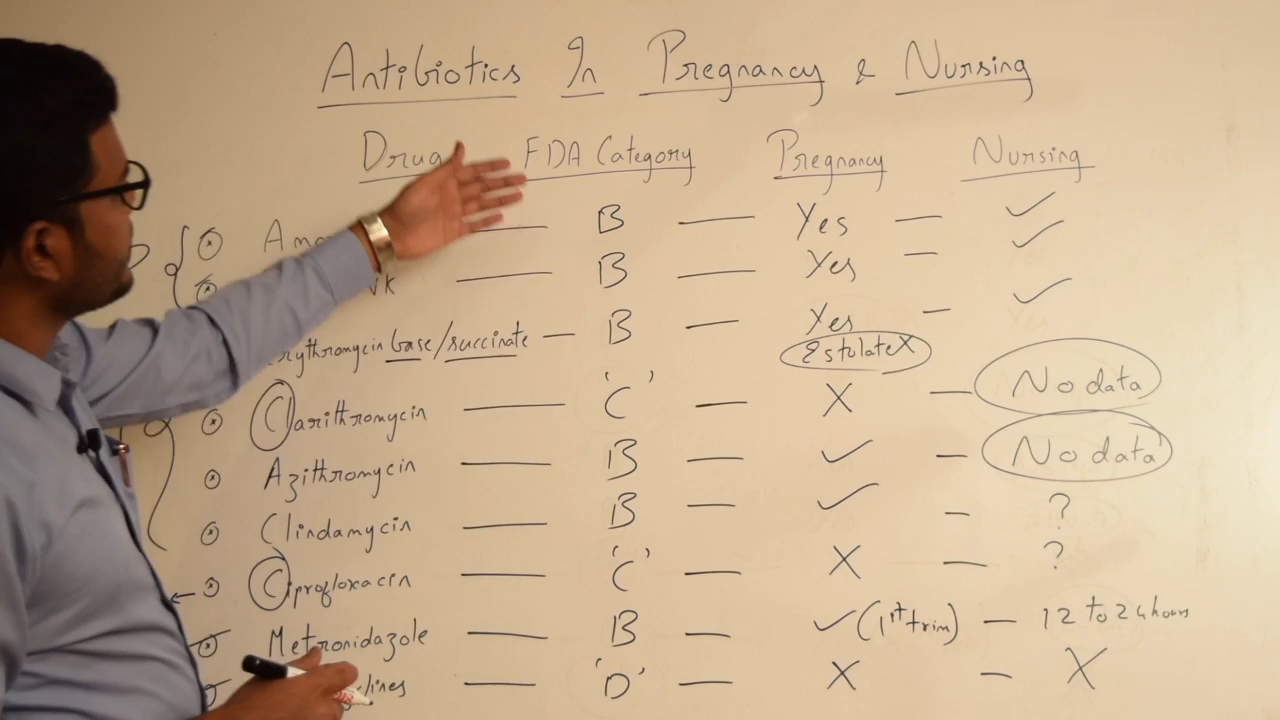 Antibiotics In Pregnancy & Nursing
Drug FDA Category Pregnancy Nursing
B — Yes — ✓
B — Yes — ✓
Erythromycin base/succinate — B — Yes — ✓
Estolate X
Clarithromycin — 'C' — X — No data
Azithromycin — B — ✓ — No data
Clindamycin — B — ✓ — ?
Ciprofloxacin — 'C' — X — ?
Metronidazole — B — ✓ (1st trim) — 12 to 24 hours
— 'D' — X — X